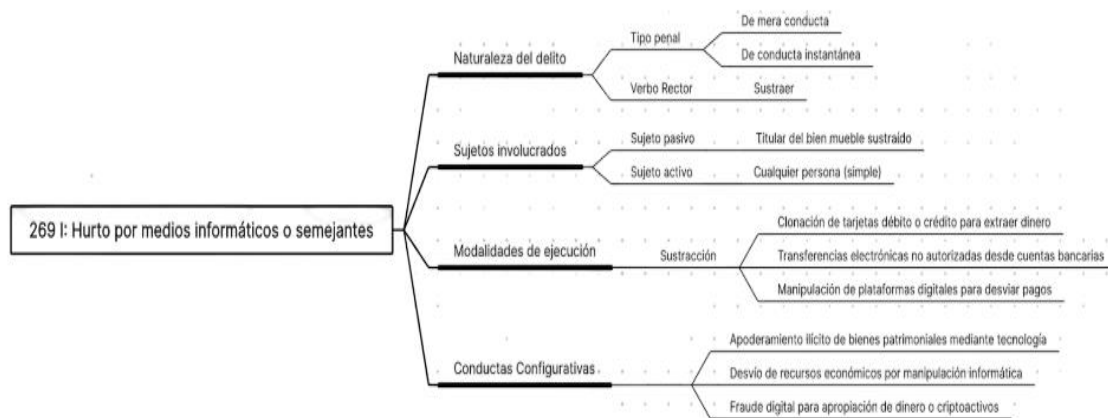 269 I: Hurto por medios informáticos o semejantes
Naturaleza del delito
Tipo penal
De mera conducta
De conducta instantánea
Verbo Rector
Sustraer
Sujetos involucrados
Sujeto pasivo
Titular del bien mueble sustraído
Sujeto activo
Cualquier persona (simple)
Modalidades de ejecución
Sustracción
Clonación de tarjetas débito o crédito para extraer dinero
Transferencias electrónicas no autorizadas desde cuentas bancarias
Manipulación de plataformas digitales para desviar pagos
Conductas Configurativas
Apoderamiento ilícito de bienes patrimoniales mediante tecnología
Desvío de recursos económicos por manipulación informática
Fraude digital para apropiación de dinero o criptoactivos